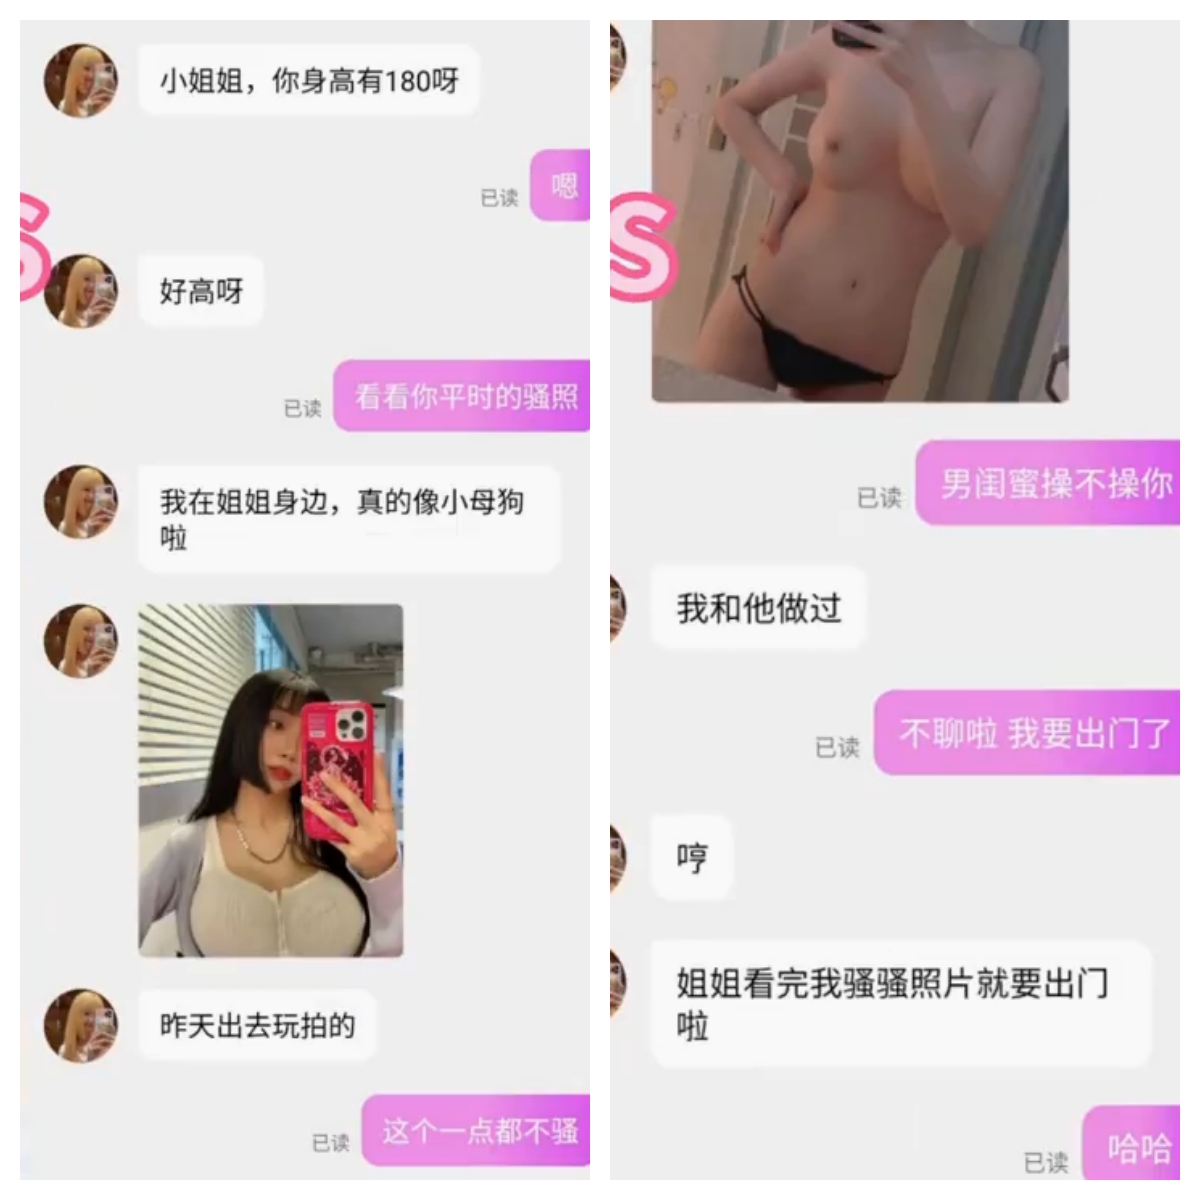 小姐姐，你身高有180呀
已读
嗯
S
好高呀
已读
看看你平时的骚照
我在姐姐身边，真的像小母狗
啦
昨天出去玩拍的
已读
这个一点都不骚
S
已读
男闺蜜操不操你
我和他做过
已读
不聊啦 我要出门了
哼
姐姐看完我骚骚照片就要出门
啦
已读
哈哈